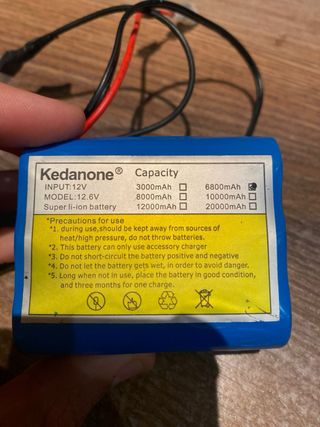 Kedanone® Capacity
INPUT:12V 3000mAh 6800mAh
MODEL:12.6V 8000mAh 10000mAh
Super li-ion battery 12000mAh 20000mAh
*Precautions for use
*1. during use,should be kept away from sources of
heat/high pressure, do not throw batteries.
*2. This battery can only use accessory charger
*3. Do not short-circuit the battery positive and negative
*4. Do not let the battery gets wet, in order to avoid danger.
*5. Long when not in use, place the battery in good condition,
and three months for one charge.